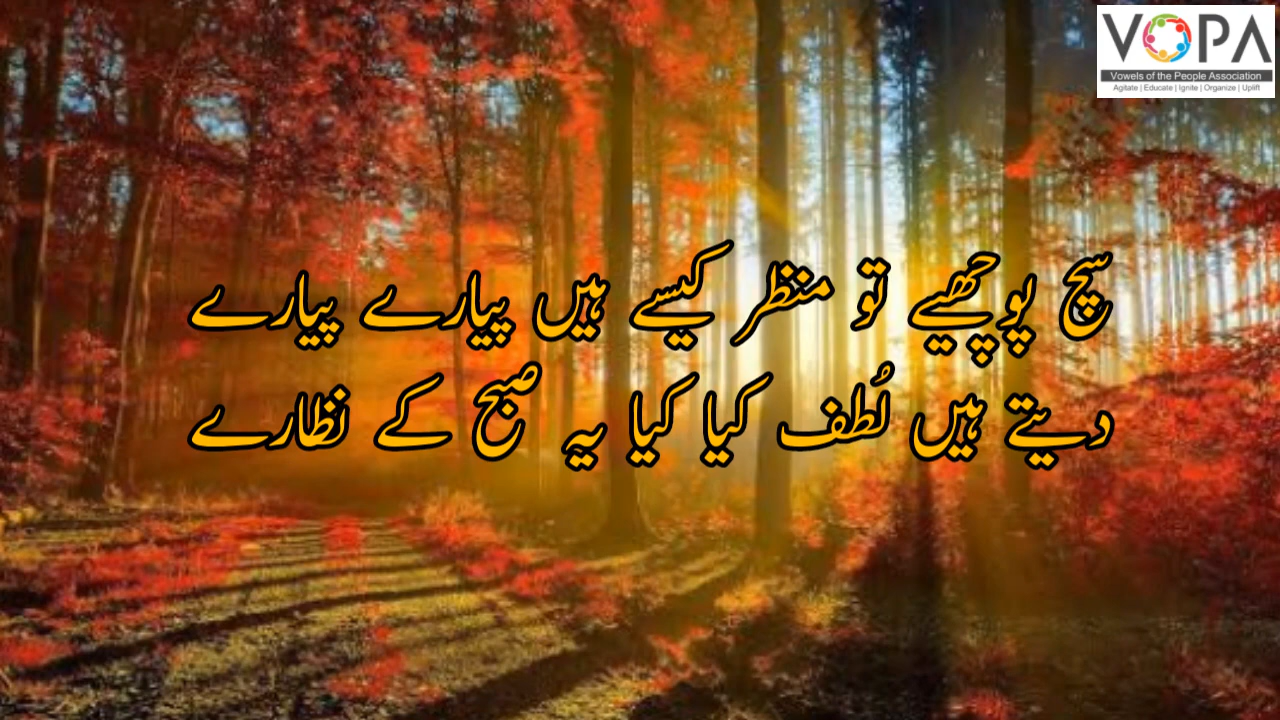 VOPA
Vowels of the People Association
Agitate | Educate | Ignite | Organize | Uplift
سچ پوچھیے تو منظر کیسے ہیں پیارے پیارے
دیتے ہیں لُطف کیا کیا یہ صبح کے نظارے